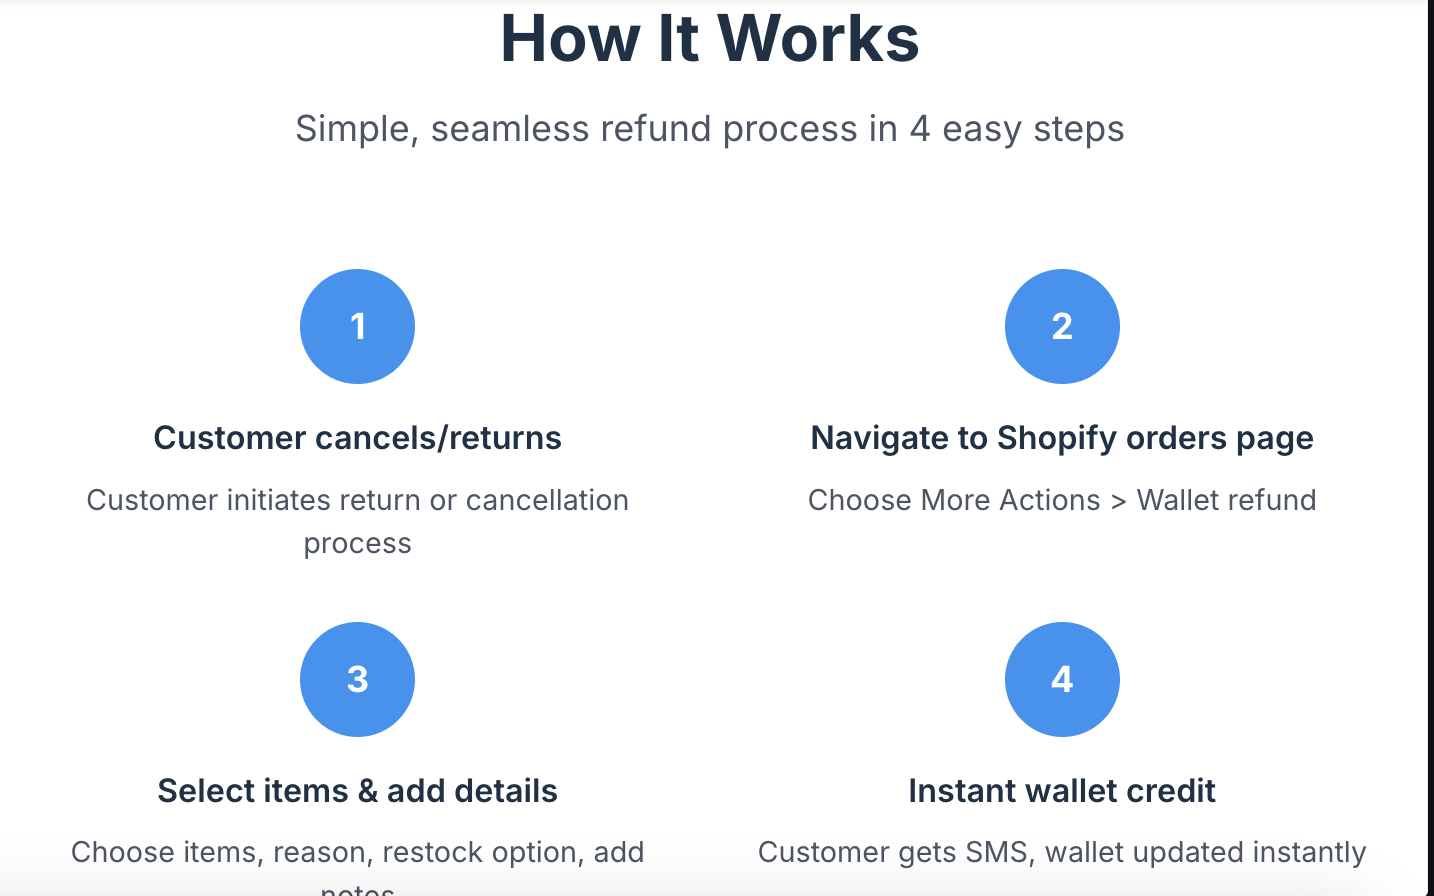 How It Works
Simple, seamless refund process in 4 easy steps
1
Customer cancels/returns
Customer initiates return or cancellation
process
2
Navigate to Shopify orders page
Choose More Actions > Wallet refund
3
Select items & add details
Choose items, reason, restock option, add
notes
4
Instant wallet credit
Customer gets SMS, wallet updated instantly